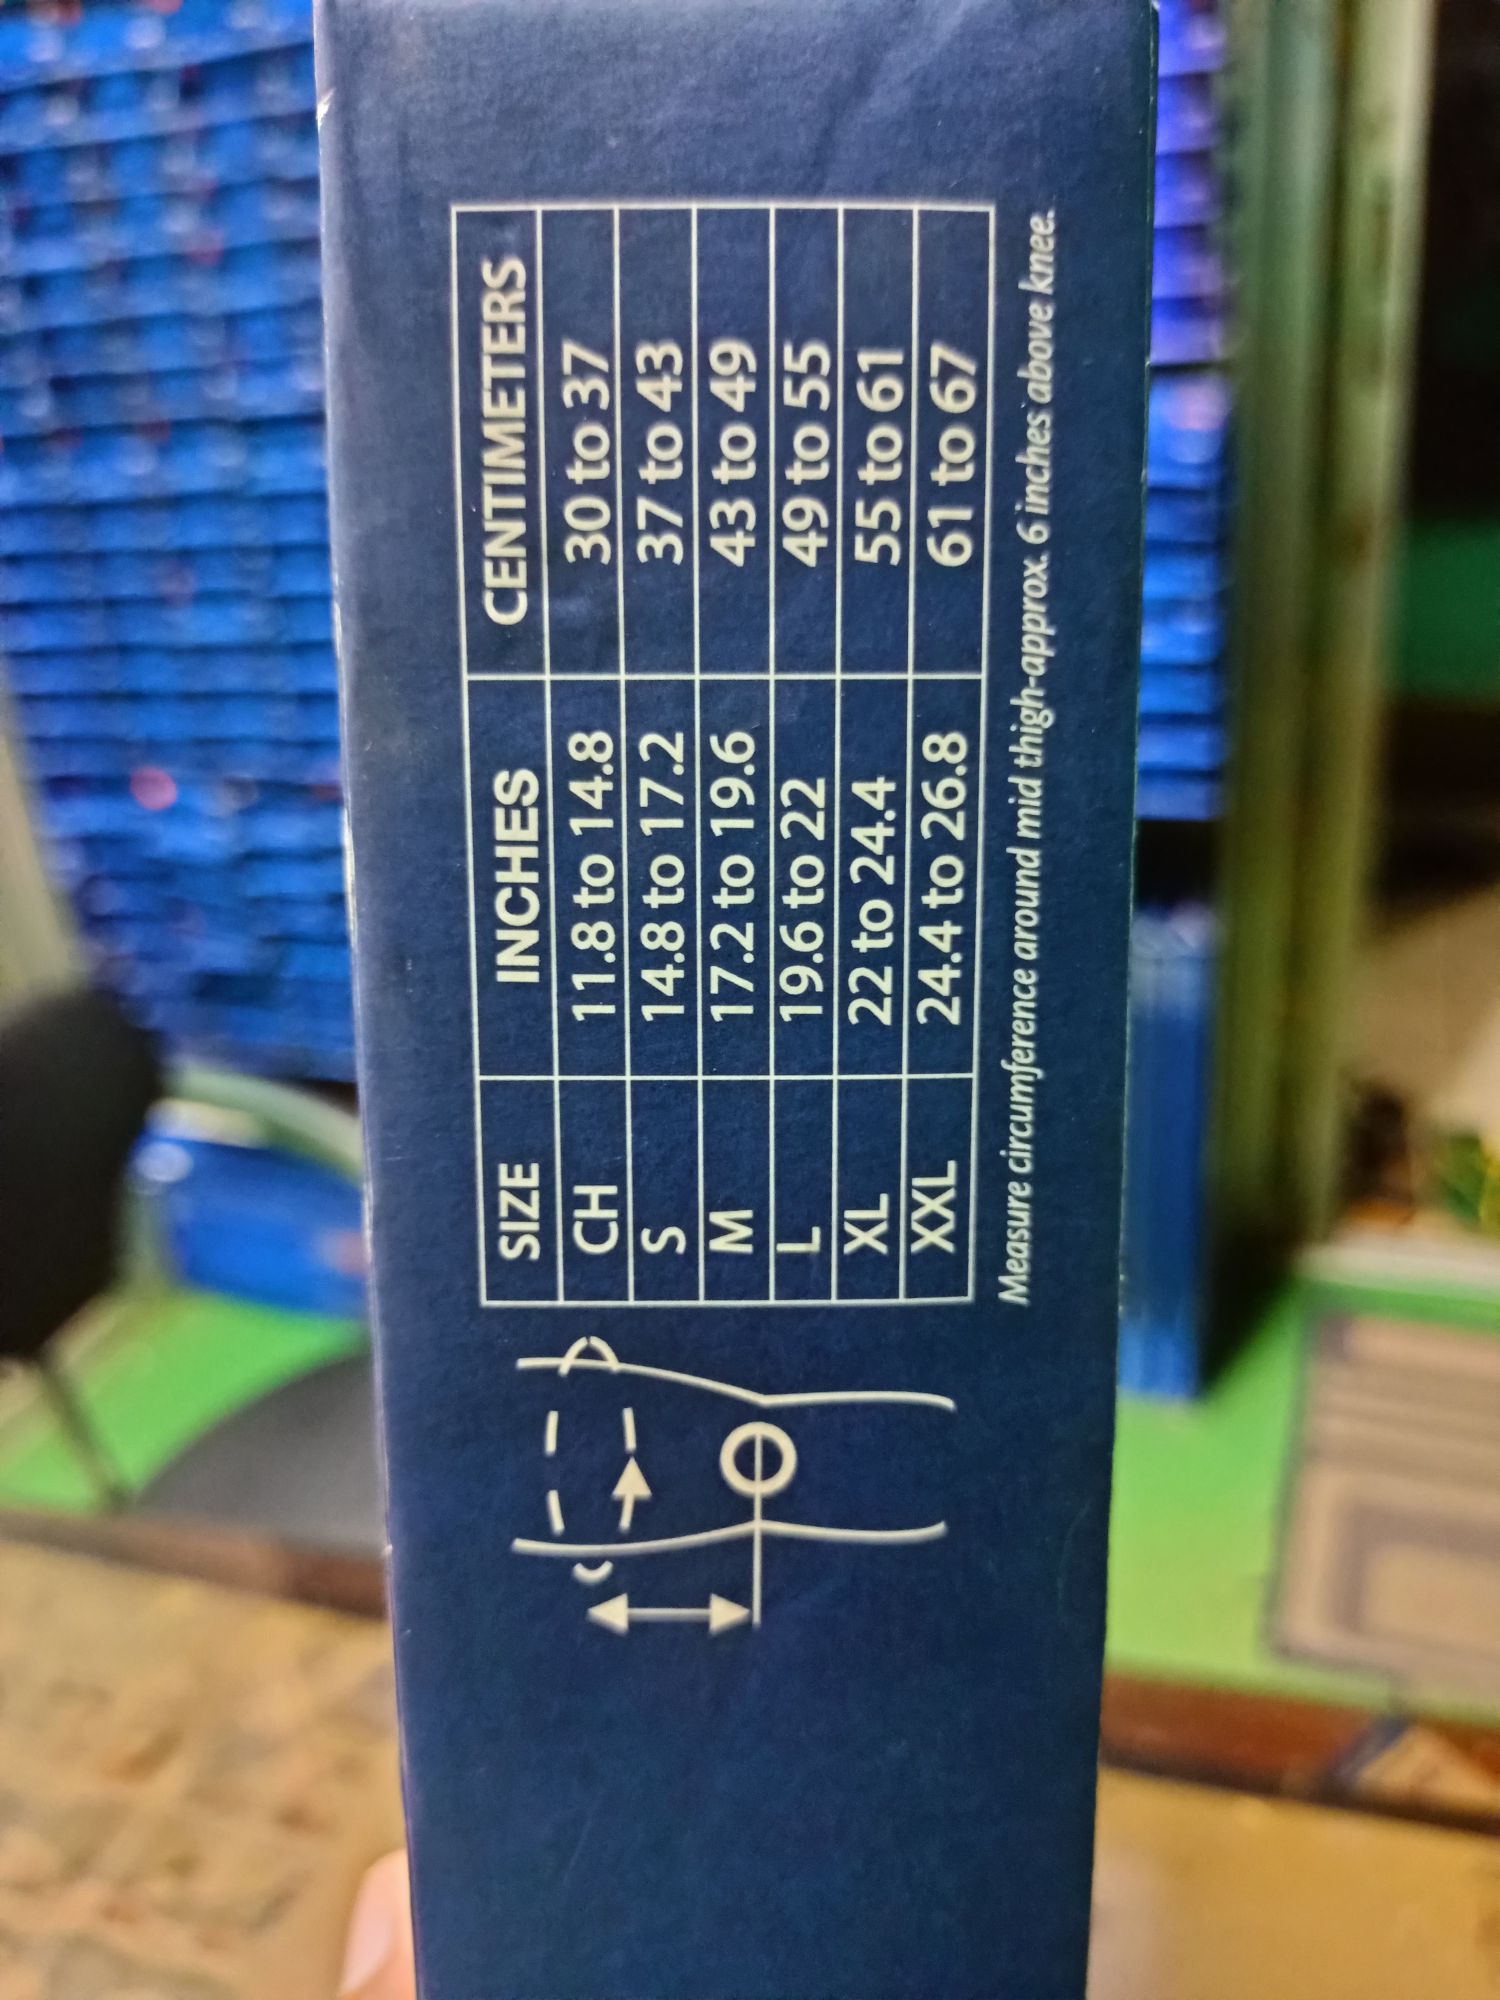 SIZE INCHES CENTIMETERS
CH 11.8 to 14.8 30 to 37
S 14.8 to 17.2 37 to 43
M 17.2 to 19.6 43 to 49
L 19.6 to 22 49 to 55
XL 22 to 24.4 55 to 61
XXL 24.4 to 26.8 61 to 67
Measure circumference around mid thigh-approx. 6 inches above knee.